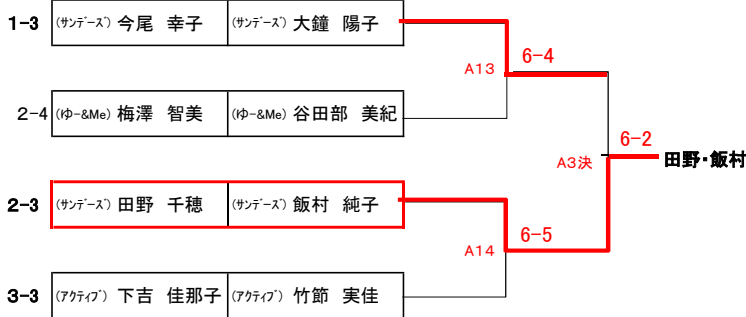 1-3 (サンデーズ) 今尾 幸子 (サンデーズ) 大鐘 陽子
6-4
A13
2-4 (ゆ-&Me) 梅澤 智美 (ゆ-&Me) 谷田部 美紀
6-2
A3決 田野・飯村
2-3 (サンデーズ) 田野 千穂 (サンデーズ) 飯村 純子
6-5
A14
3-3 (アクティブ) 下吉 佳那子 (アクティブ) 竹節 実佳